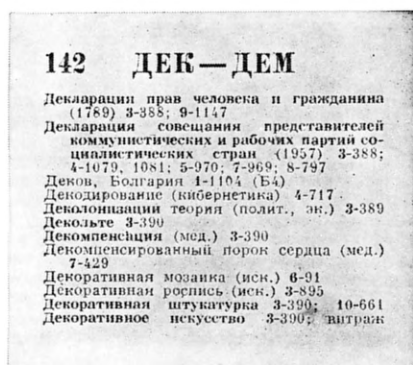 142 ДЕК—ДЕМ
Декларации прав человека и гражданина
(1789) 3-388; 9-1147
Декларация совещания представителей
коммунистических и рабочих партий со-
циалистических стран (1957) 3-388;
4-1079, 1081; 5-970; 7-969; 8-797
Деков, Болгария 1-1104 (Б4)
Декодирование (кибернетика) 4-717
Деколонизации теория (полит., эк.) 3-389
Декольте 3-390
Декомпенсация (мед.) 3-390
Декомпенсированный порок сердца (мед.)
7-429
Декоративная мозаика (иск.) 6-91
Декоративная роспись (иск.) 3-895
Декоративная штукатурка 3-390; 10-661
Декоративное искусство 3-390; витраж